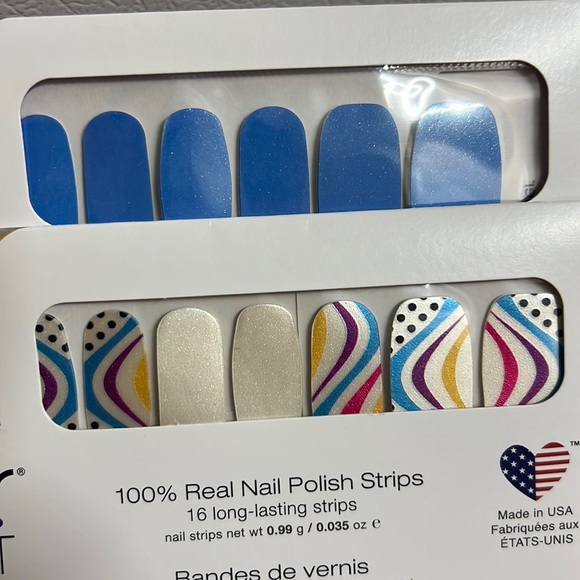 100% Real Nail Polish Strips
16 long-lasting strips
nail strips net wt 0.99 g / 0.035 oz e
Bandes de vernis
™
Made in USA
Fabriquées aux
ÉTATS-UNIS
®
T